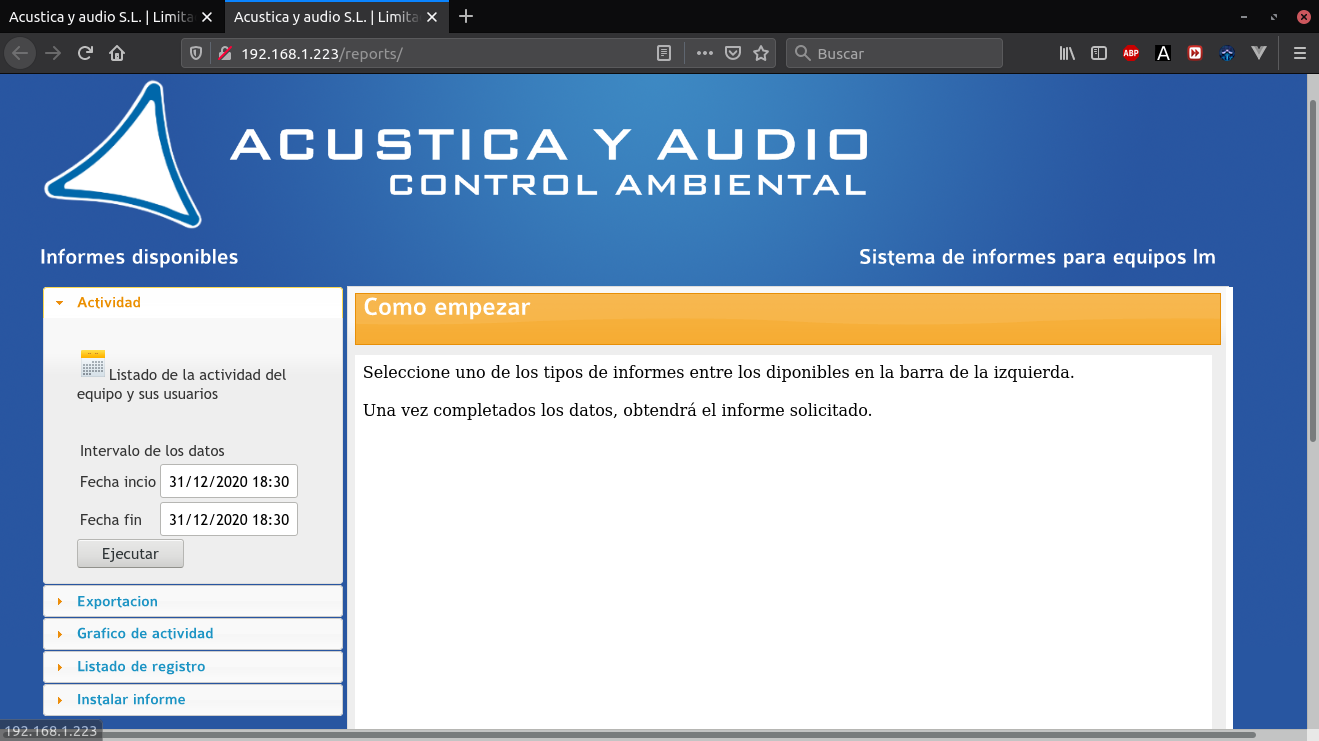 Acustica y audio S.L. | Limita
Acustica y audio S.L. | Limita
192.168.1.223/reports/
Buscar
ABP
A
ACUSTICA Y AUDIO
CONTROL AMBIENTAL
Informes disponibles
Sistema de informes para equipos lm
Actividad
Listado de la actividad del
equipo y sus usuarios
Intervalo de los datos
Fecha incio 31/12/2020 18:30
Fecha fin 31/12/2020 18:30
Ejecutar
Exportacion
Grafico de actividad
Listado de registro
Instalar informe
Como empezar
Seleccione uno de los tipos de informes entre los diponibles en la barra de la izquierda.
Una vez completados los datos, obtendrá el informe solicitado.
192.168.1.223